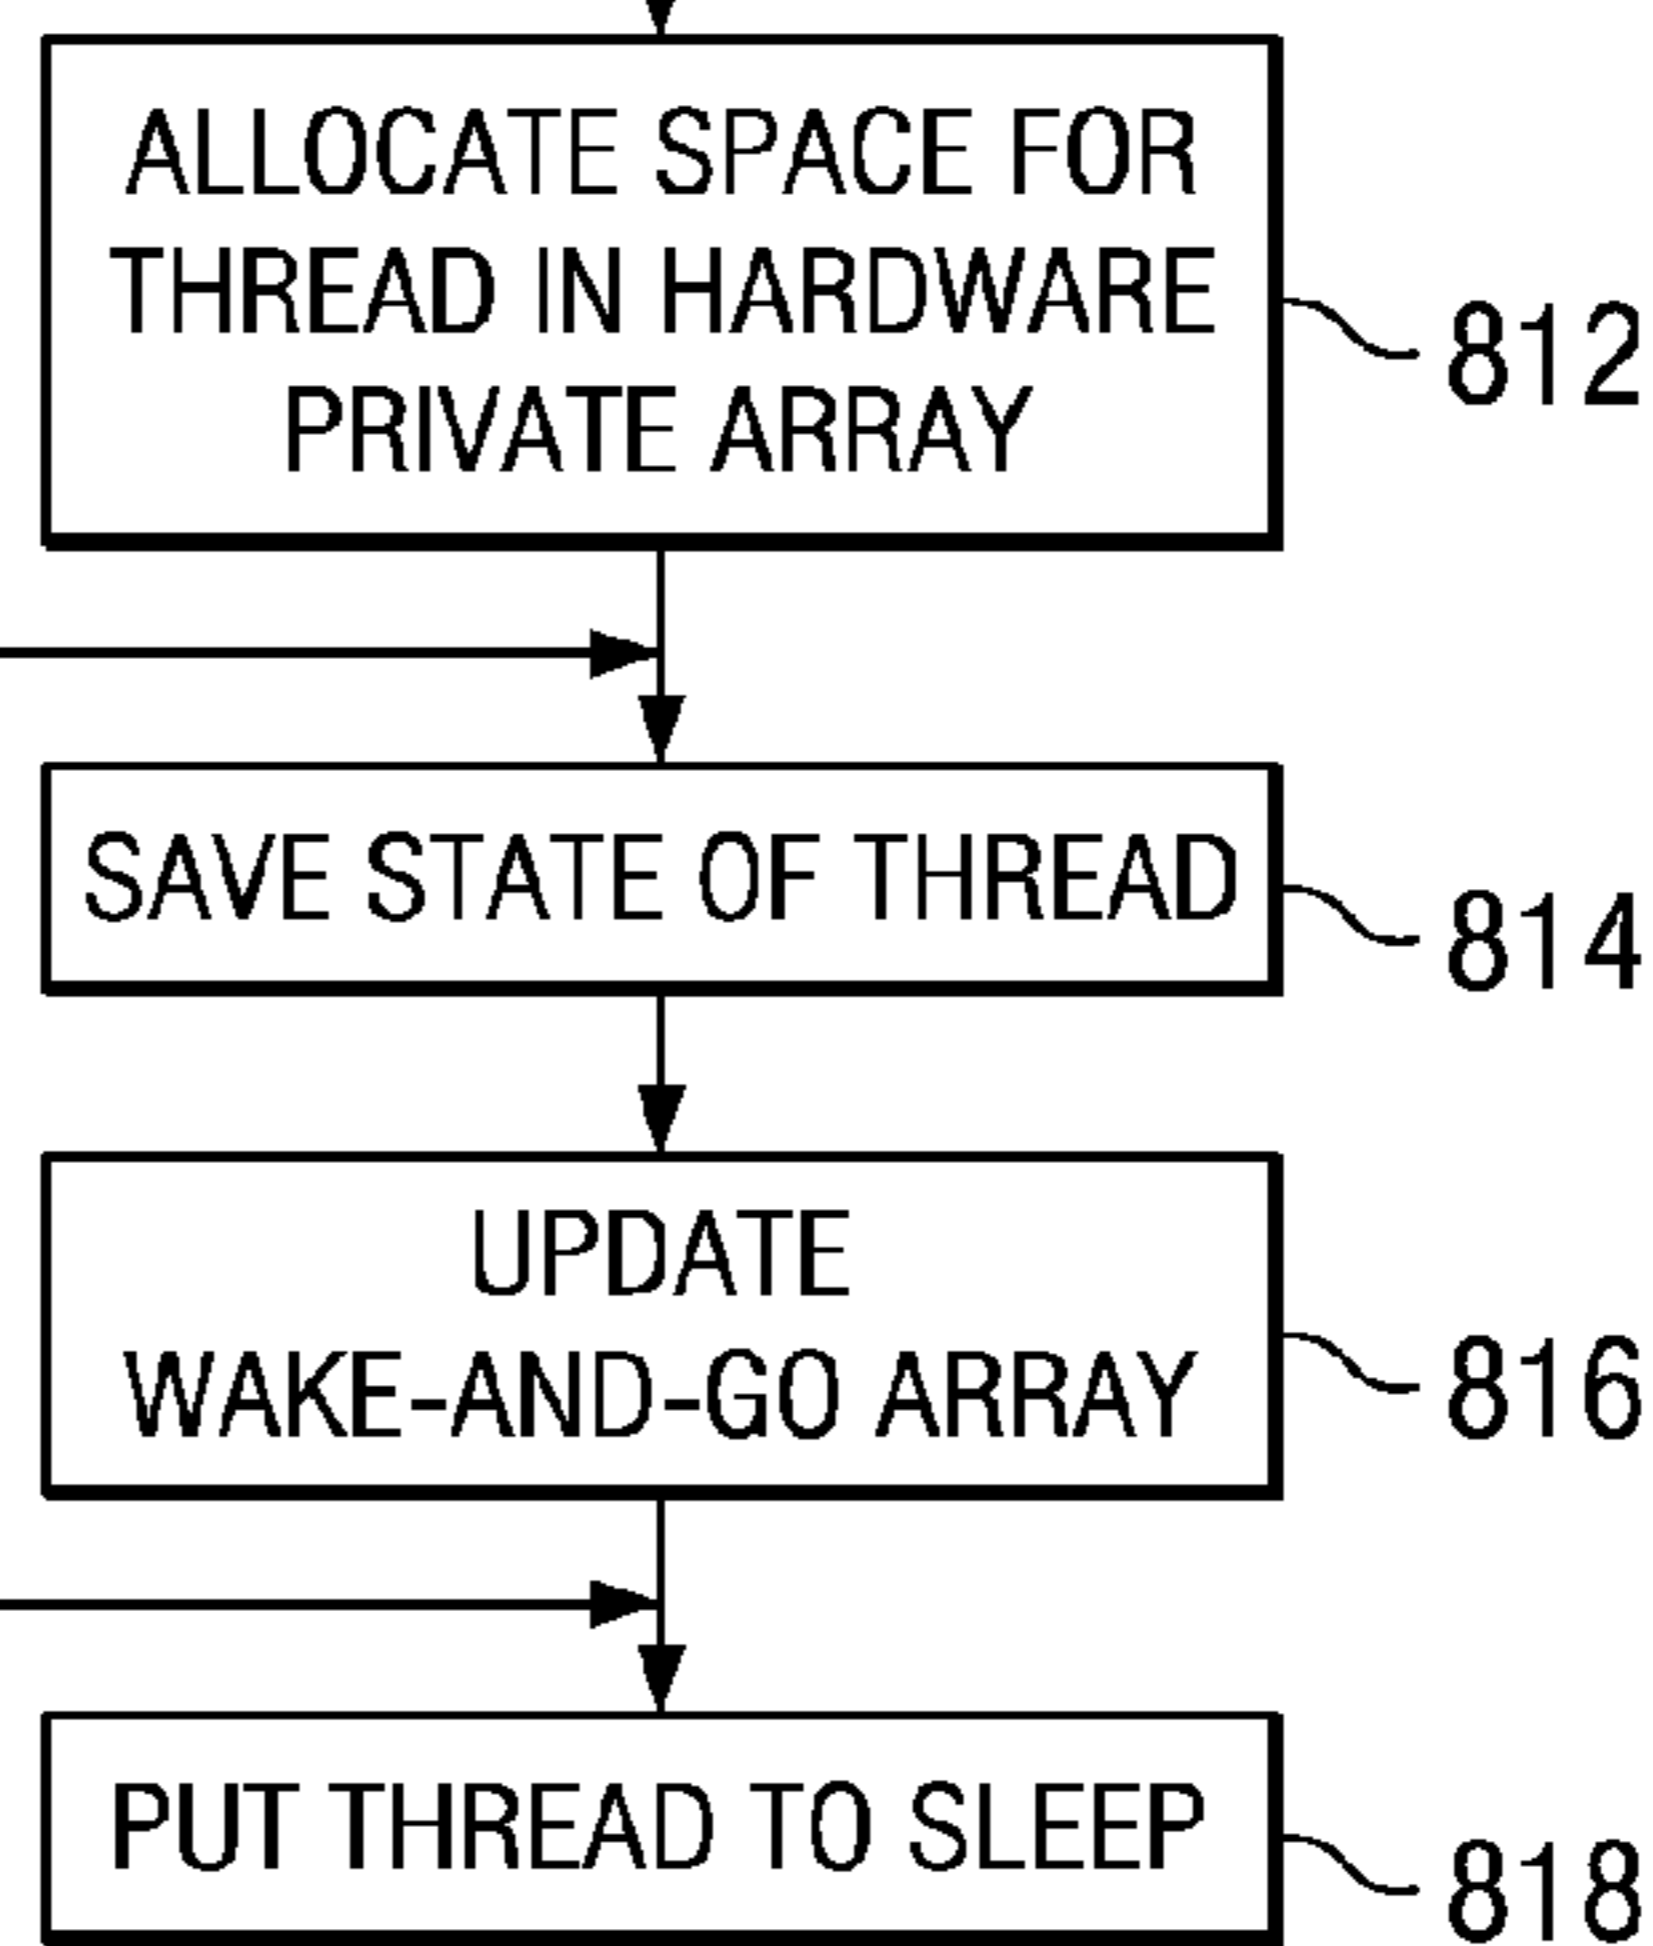 ALLOCATE SPACE FOR
THREAD IN HARDWARE
PRIVATE ARRAY
812
SAVE STATE OF THREAD
814
UPDATE
WAKE-AND-GO ARRAY
816
PUT THREAD TO SLEEP
818